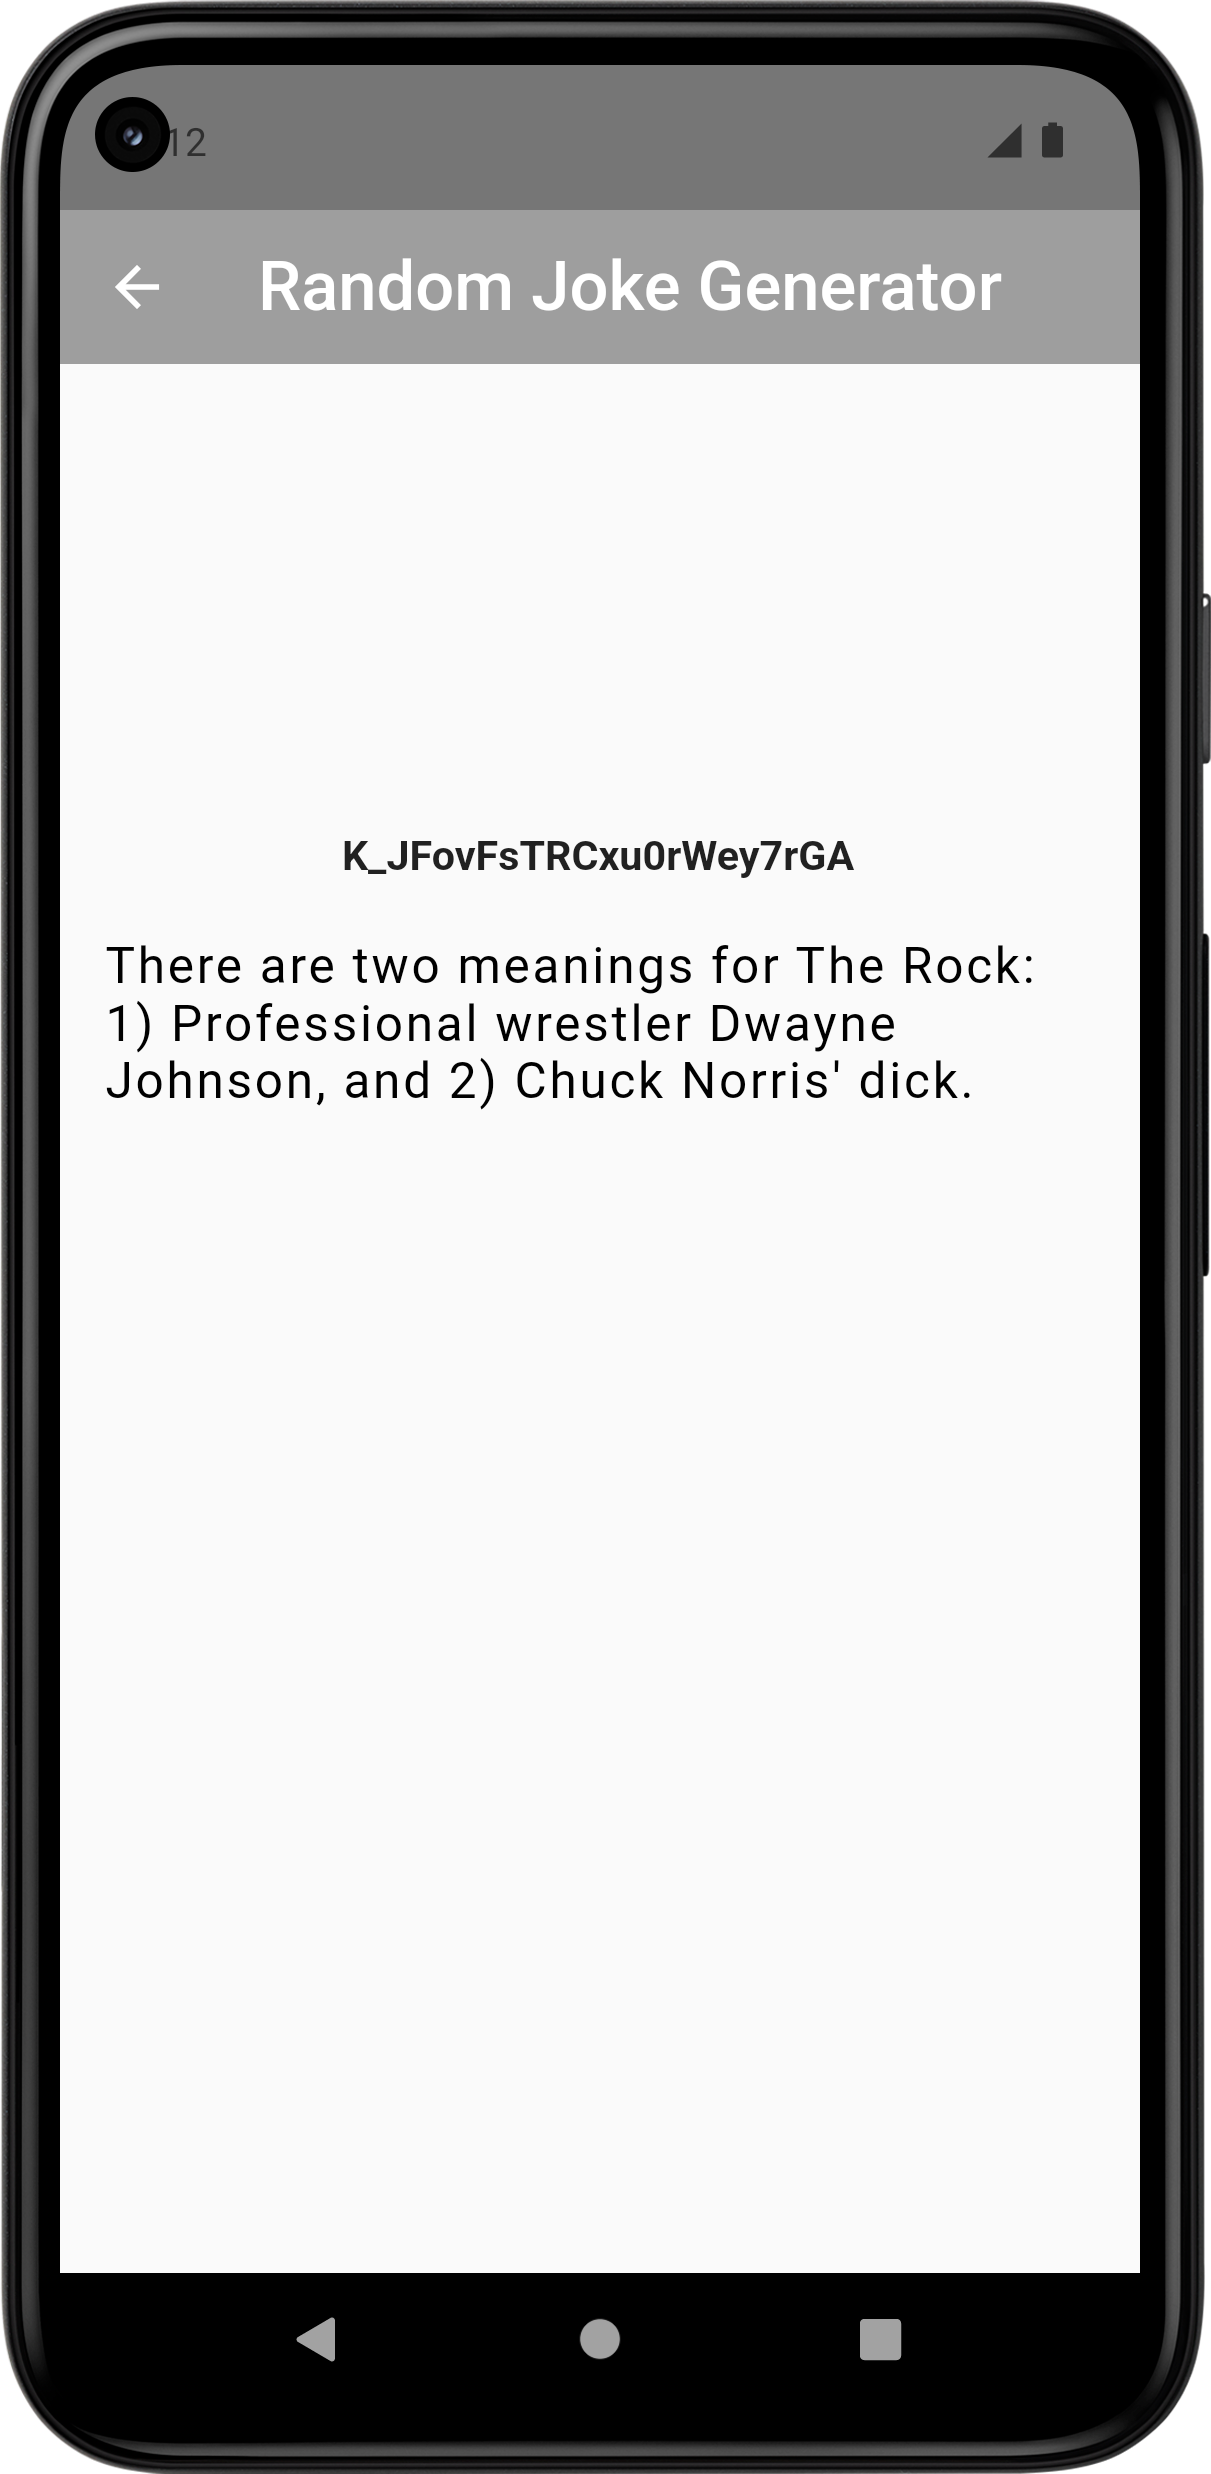 12
Random Joke Generator
K_JFovFsTRCxu0rWey7rGA
There are two meanings for The Rock:
1) Professional wrestler Dwayne
Johnson, and 2) Chuck Norris' dick.